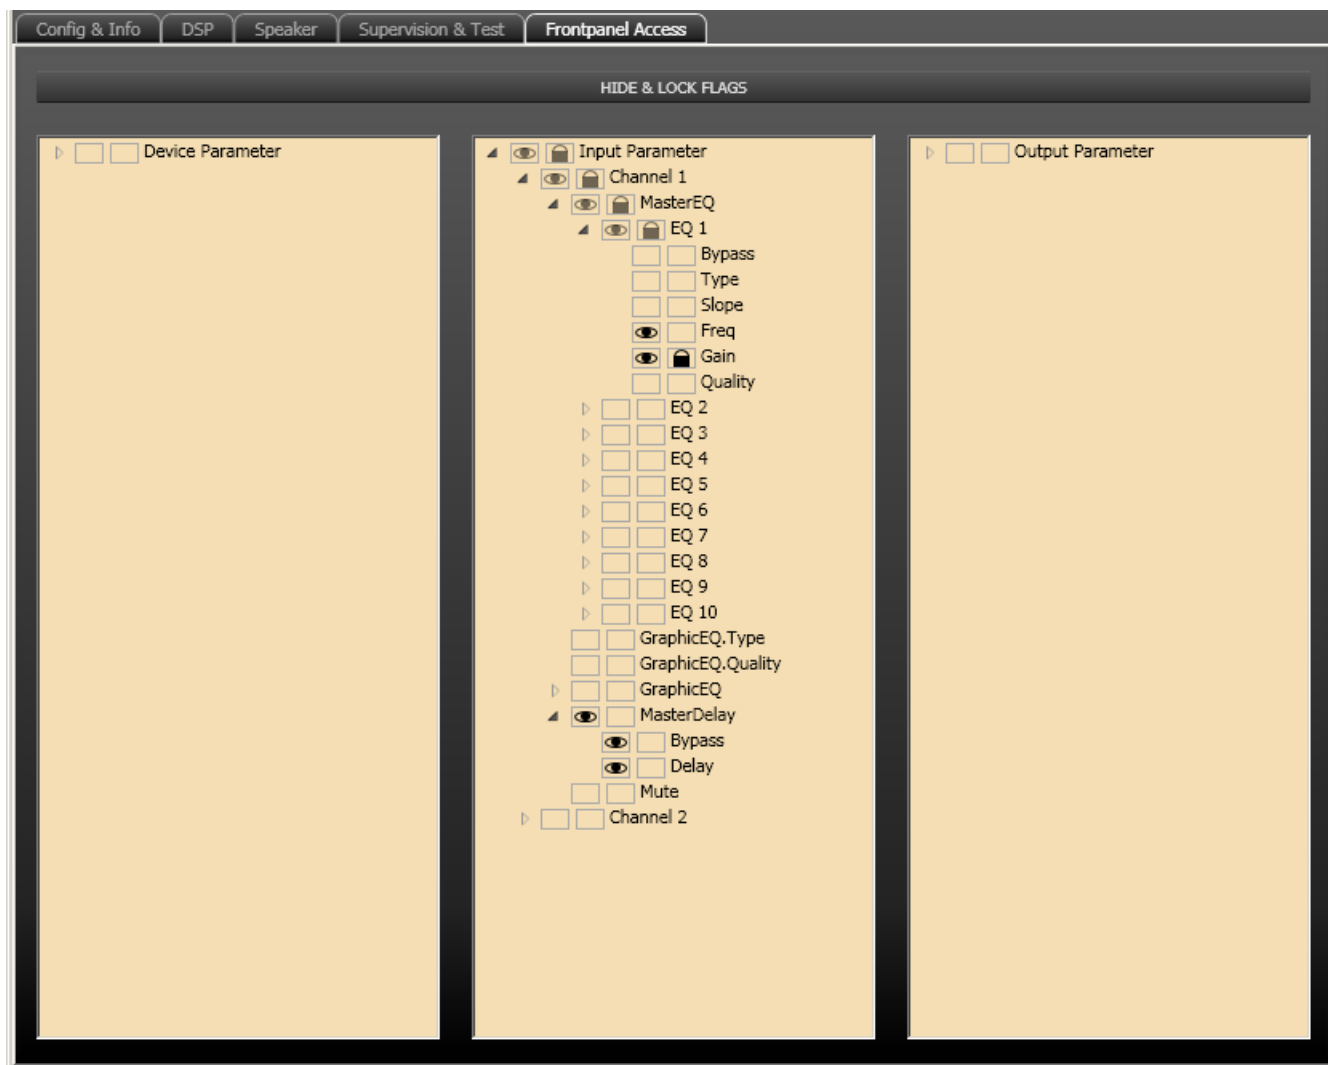 Config & Info DSP Speaker Supervision & Test Frontpanel Access
HIDE & LOCK FLAGS
Device Parameter
Input Parameter
Channel 1
MasterEQ
EQ 1
Bypass
Type
Slope
Freq
Gain
Quality
EQ 2
EQ 3
EQ 4
EQ 5
EQ 6
EQ 7
EQ 8
EQ 9
EQ 10
GraphicEQ.Type
GraphicEQ.Quality
GraphicEQ
MasterDelay
Bypass
Delay
Mute
Channel 2
Output Parameter